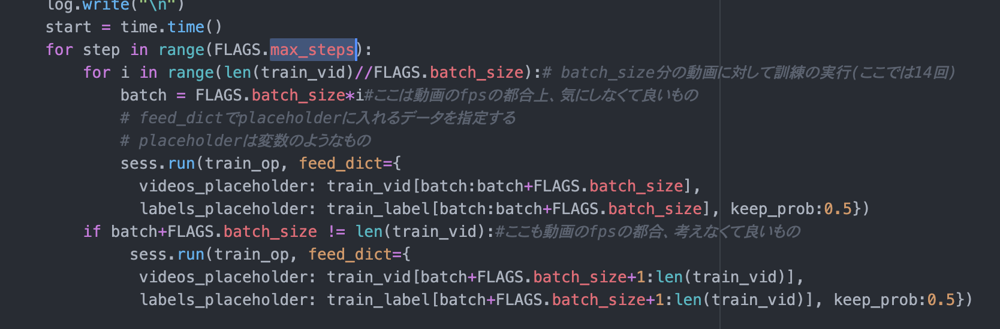 log.write("\n")
start = time.time()
for step in range(FLAGS.max_steps):
for i in range(len(train_vid)//FLAGS.batch_size):# batch_size分の動画に対して訓練の実行(ここでは14回)
batch = FLAGS.batch_size*i#ここは動画のfpsの都合上、気にしなくて良いもの
# feed_dictでplaceholderに入れるデータを指定する
# placeholderは変数のようなもの
sess.run(train_op, feed_dict={
videos_placeholder: train_vid[batch:batch+FLAGS.batch_size],
labels_placeholder: train_label[batch:batch+FLAGS.batch_size], keep_prob:0.5})
if batch+FLAGS.batch_size != len(train_vid):#ここも動画のfpsの都合、考えなくて良いもの
sess.run(train_op, feed_dict={
videos_placeholder: train_vid[batch+FLAGS.batch_size+1:len(train_vid)],
labels_placeholder: train_label[batch+FLAGS.batch_size+1:len(train_vid)], keep_prob:0.5})